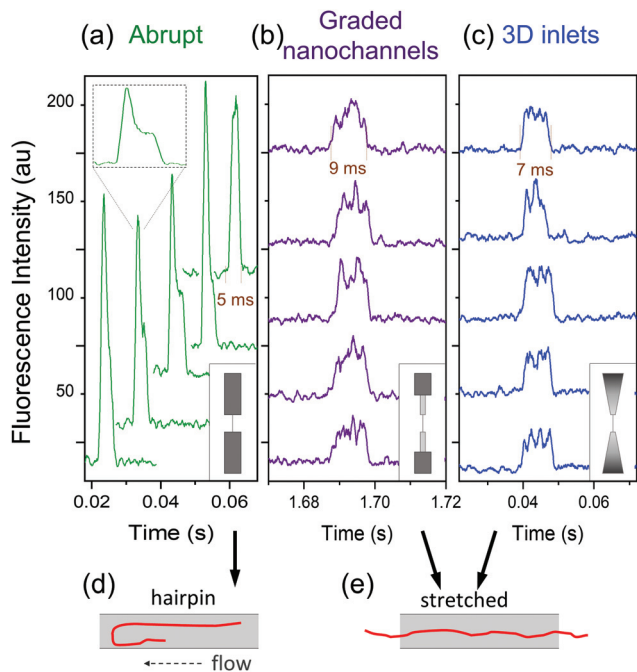 (a) Abrupt
(b) Graded
nanochannels
(c) 3D inlets
Fluorescence Intensity (au)
200
150
100
50
5 ms
9 ms
7 ms
0.02 0.04 0.06
1.68 1.70 1.72
0.04 0.06
Time (s)
Time (s)
Time (s)
(d)
hairpin
flow
(e)
stretched